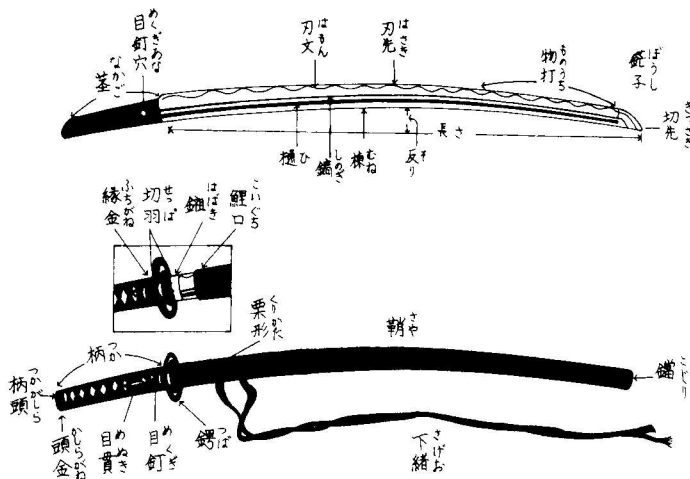 茎 なかご
目釘穴 めくぎあな
刃文 はもん
刃先 はさき
物打 ものうち
鋩子 ぼうし
切先 きっさき
長さ
樋 ひ
鎬 しのぎ
棟 むね
反り そり
縁金 ふちがね
切羽 せっぱ
はばき
鯉口 こいぐち
栗形 くりかた
鞘 さや
鐺 こじり
柄 つか
柄頭 つかがしら
頭金 かしらがね
目貫 めぬき
目釘 めくぎ
鍔 つば
下緒 さげお